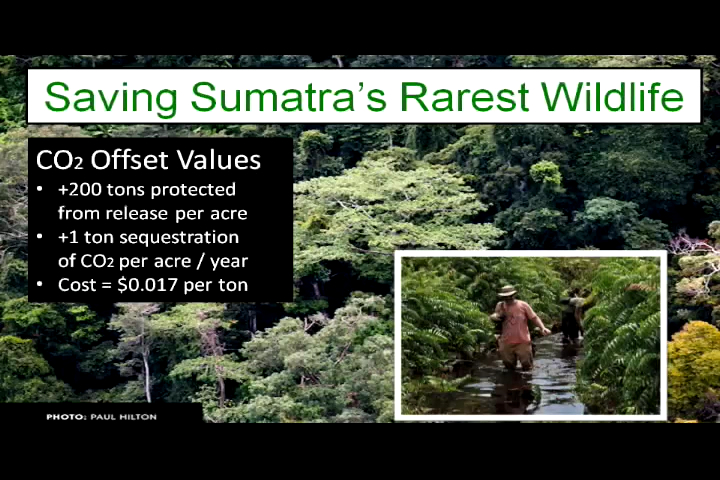 Saving Sumatra's Rarest Wildlife
CO2 Offset Values
• +200 tons protected
from release per acre
• +1 ton sequestration
of CO2 per acre / year
• Cost = $0.017 per ton
PHOTO: PAUL HILTON